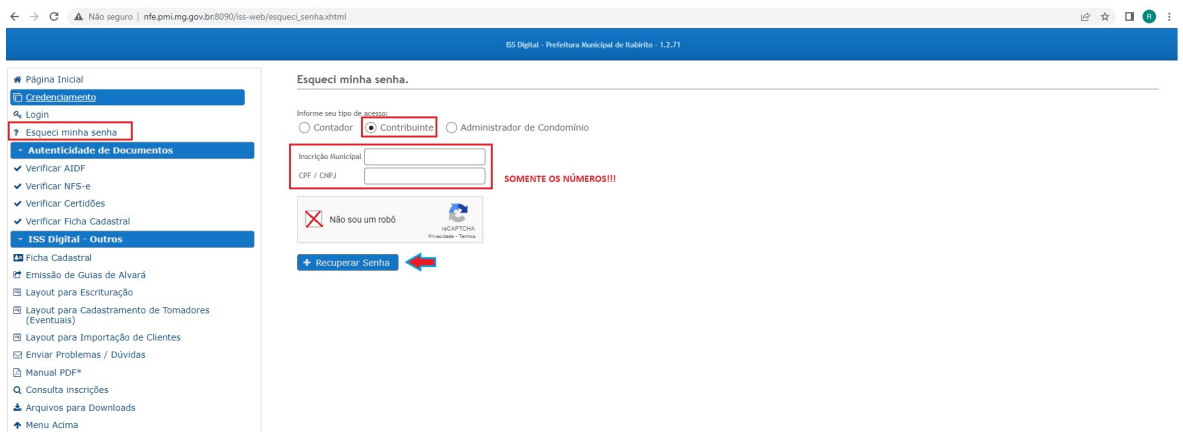 Não seguro | nfe.pmi.mg.gov.br:8090/iss-web/esqueci_senha.xhtml
R
ISS Digital - Prefeitura Municipal de Itabirito - 1.2.71
Página Inicial
Credenciamento
Login
? Esqueci minha senha
Autenticidade de Documentos
Verificar AIDF
Verificar NFS-e
Verificar Certidões
Verificar Ficha Cadastral
ISS Digital - Outros
Ficha Cadastral
Emissão de Guias de Alvará
Layout para Escrituração
Layout para Cadastramento de Tomadores
(Eventuais)
Layout para Importação de Clientes
Enviar Problemas / Dúvidas
Manual PDF*
Consulta inscrições
Arquivos para Downloads
Menu Acima
Esqueci minha senha.
Informe seu tipo de acesso:
Contador Contribuinte Administrador de Condomínio
Inscrição Municipal
CPF / CNPJ
SOMENTE OS NÚMEROS!!!
Não sou um robô
reCAPTCHA
Privacidade - Termos
+ Recuperar Senha